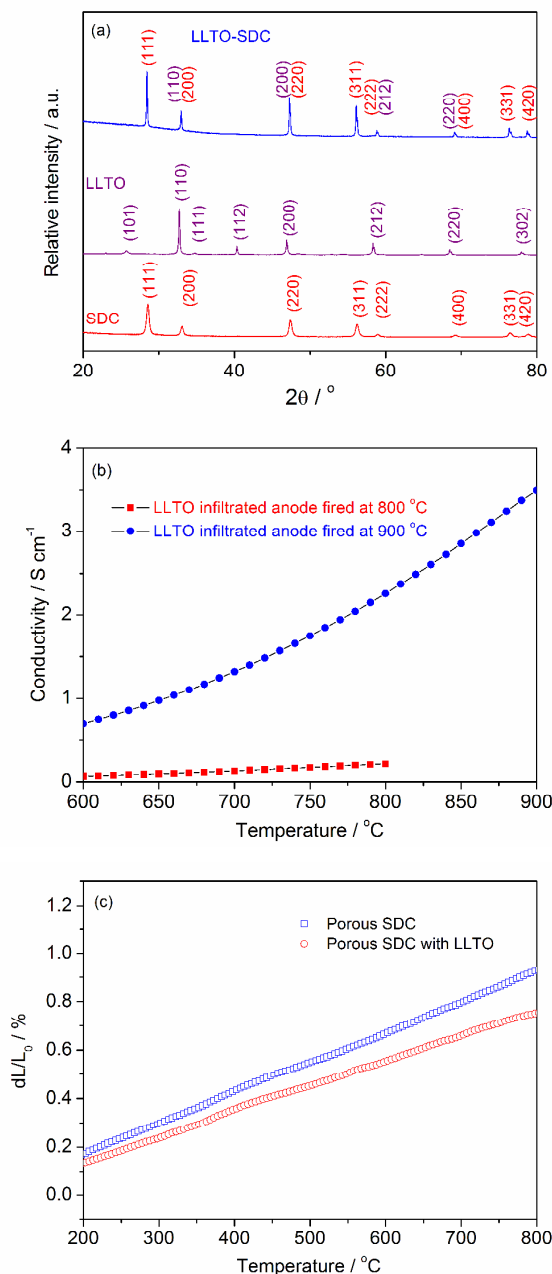 (a)
LLTO-SDC
(111)
(110)
(200)
(200)
(220)
(311)
(222)
(212)
(220)
(400)
(331)
(420)
LLTO
(101)
(110)
(111)
(112)
(200)
(212)
(220)
(302)
SDC
(111)
(200)
(220)
(311)
(222)
(400)
(331)
(420)
Relative intensity / a.u.
20 40 60 80
2θ / °
(b)
LLTO infiltrated anode fired at 800 °C
LLTO infiltrated anode fired at 900 °C
Conductivity / S cm⁻¹
4
3
2
1
0
600 650 700 750 800 850 900
Temperature / °C
(c)
Porous SDC
Porous SDC with LLTO
dL/L₀ / %
1.2
1.0
0.8
0.6
0.4
0.2
0.0
200 300 400 500 600 700 800
Temperature / °C